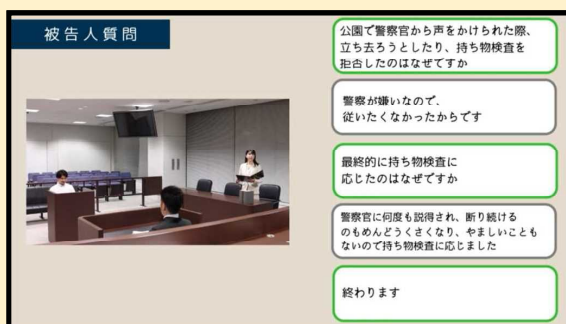 被告人質問
公園で警察官から声をかけられた際、
立ち去ろうとしたり、持ち物検査を
拒否したのはなぜですか
警察が嫌いなので、
従いたくなかったからです
最終的に持ち物検査に
応じたのはなぜですか
警察官に何度も説得され、断り続ける
のもめんどうくさくなり、やましいことも
ないので持ち物検査に応じました
終わります